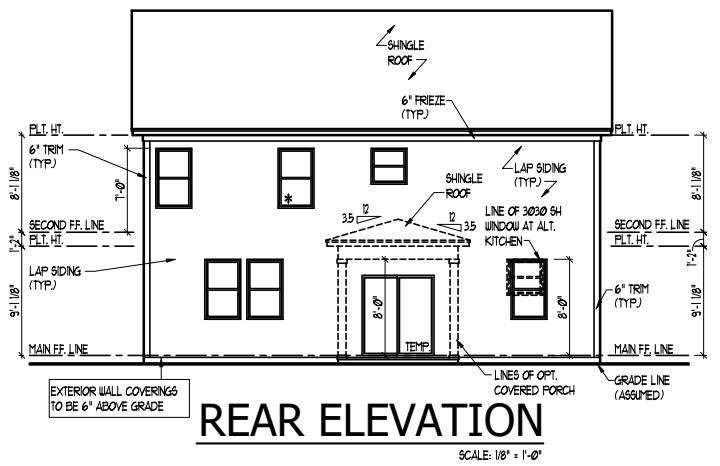 SHINGLE
ROOF
6" FRIEZE
(TYP.)
PLT. HT.
PLT. HT.
6" TRIM
(TYP.)
8'-1 1/8"
7'-0"
LAP SIDING
(TYP.)
8'-1 1/8"
SHINGLE
ROOF
*
12
3.5
12
3.5
LINE OF 3030 SH
WINDOW AT ALT.
KITCHEN
SECOND F.F. LINE
SECOND F.F. LINE
1'-2"
PLT. HT.
PLT. HT.
1'-2"
LAP SIDING
(TYP.)
9'-1 1/8"
8'-0"
8'-0"
6" TRIM
(TYP.)
9'-1 1/8"
TEMP.
MAIN F.F. LINE
MAIN F.F. LINE
EXTERIOR WALL COVERINGS
TO BE 6" ABOVE GRADE
LINES OF OPT.
COVERED PORCH
GRADE LINE
(ASSUMED)
REAR ELEVATION
SCALE: 1/8" = 1'-0"